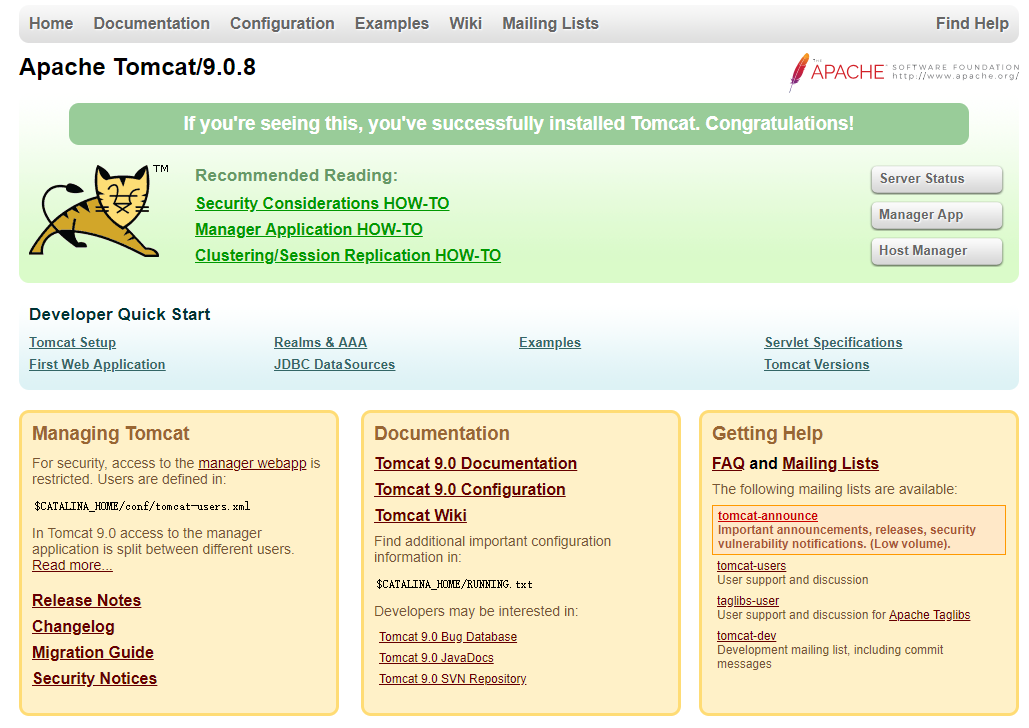 Home Documentation Configuration Examples Wiki Mailing Lists Find Help
Apache Tomcat/9.0.8
THE APACHE SOFTWARE FOUNDATION
http://www.apache.org/
If you're seeing this, you've successfully installed Tomcat. Congratulations!
TM
Recommended Reading:
Security Considerations HOW-TO
Manager Application HOW-TO
Clustering/Session Replication HOW-TO
Server Status
Manager App
Host Manager
Developer Quick Start
Tomcat Setup
First Web Application
Realms & AAA
JDBC DataSources
Examples
Servlet Specifications
Tomcat Versions
Managing Tomcat
For security, access to the manager webapp is
restricted. Users are defined in:
$CATALINA_HOME/conf/tomcat-users.xml
In Tomcat 9.0 access to the manager
application is split between different users.
Read more...
Release Notes
Changelog
Migration Guide
Security Notices
Documentation
Tomcat 9.0 Documentation
Tomcat 9.0 Configuration
Tomcat Wiki
Find additional important configuration
information in:
$CATALINA_HOME/RUNNING.txt
Developers may be interested in:
Tomcat 9.0 Bug Database
Tomcat 9.0 JavaDocs
Tomcat 9.0 SVN Repository
Getting Help
FAQ and Mailing Lists
The following mailing lists are available:
tomcat-announce
Important announcements, releases, security
vulnerability notifications. (Low volume).
tomcat-users
User support and discussion
taglibs-user
User support and discussion for Apache Taglibs
tomcat-dev
Development mailing list, including commit
messages